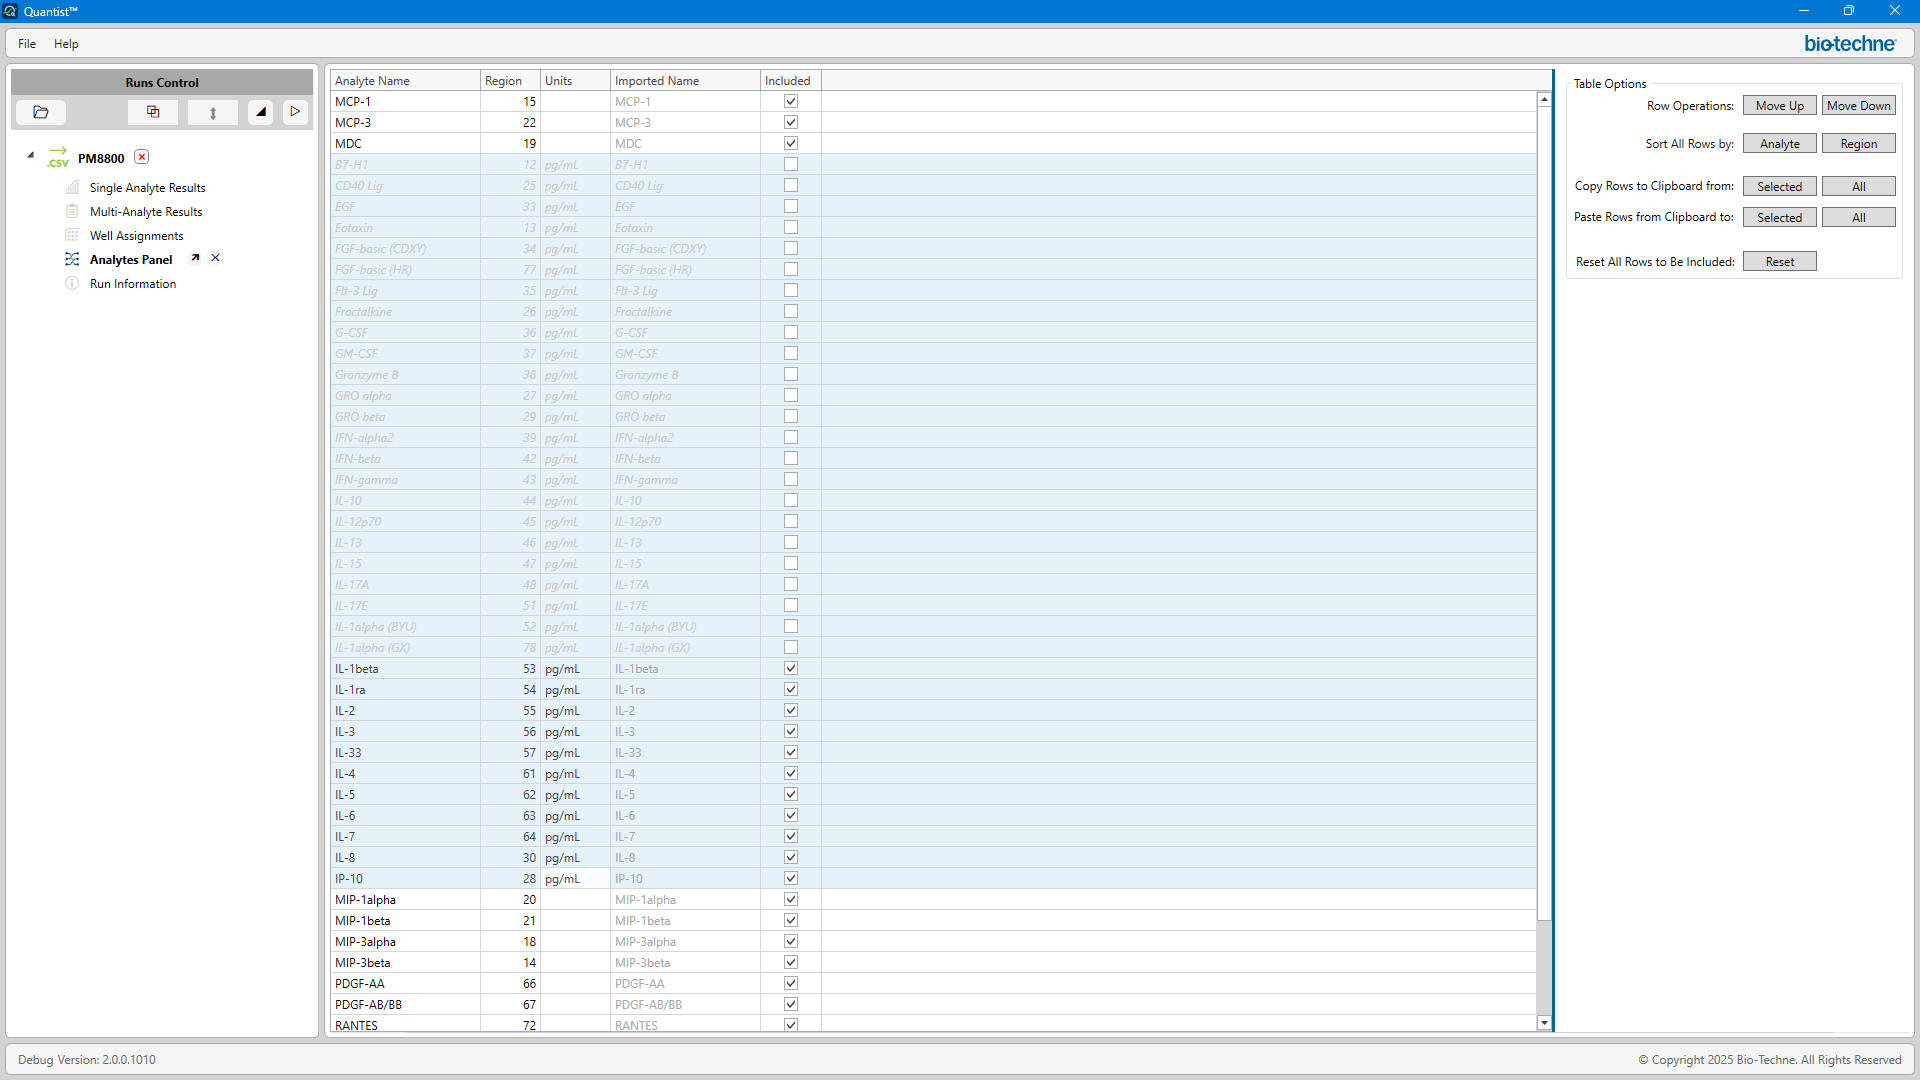 Quantist™
File Help
bio-techne
Runs Control
.CSV PM8800
Single Analyte Results
Multi-Analyte Results
Well Assignments
Analytes Panel
Run Information
Analyte Name Region Units Imported Name Included
MCP-1 15 MCP-1
MCP-3 22 MCP-3
MDC 19 MDC
B7-H1 12 pg/mL B7-H1
CD40 Lig 25 pg/mL CD40 Lig
EGF 33 pg/mL EGF
Eotaxin 13 pg/mL Eotaxin
FGF-basic (CDXY) 34 pg/mL FGF-basic (CDXY)
FGF-basic (HR) 77 pg/mL FGF-basic (HR)
Flt-3 Lig 35 pg/mL Flt-3 Lig
Fractalkine 26 pg/mL Fractalkine
G-CSF 36 pg/mL G-CSF
GM-CSF 37 pg/mL GM-CSF
Granzyme B 38 pg/mL Granzyme B
GRO alpha 27 pg/mL GRO alpha
GRO beta 29 pg/mL GRO beta
IFN-alpha2 39 pg/mL IFN-alpha2
IFN-beta 42 pg/mL IFN-beta
IFN-gamma 43 pg/mL IFN-gamma
IL-10 44 pg/mL IL-10
IL-12p70 45 pg/mL IL-12p70
IL-13 46 pg/mL IL-13
IL-15 47 pg/mL IL-15
IL-17A 48 pg/mL IL-17A
IL-17E 51 pg/mL IL-17E
IL-1alpha (BYU) 52 pg/mL IL-1alpha (BYU)
IL-1alpha (GX) 78 pg/mL IL-1alpha (GX)
IL-1beta 53 pg/mL IL-1beta
IL-1ra 54 pg/mL IL-1ra
IL-2 55 pg/mL IL-2
IL-3 56 pg/mL IL-3
IL-33 57 pg/mL IL-33
IL-4 61 pg/mL IL-4
IL-5 62 pg/mL IL-5
IL-6 63 pg/mL IL-6
IL-7 64 pg/mL IL-7
IL-8 30 pg/mL IL-8
IP-10 28 pg/mL IP-10
MIP-1alpha 20 MIP-1alpha
MIP-1beta 21 MIP-1beta
MIP-3alpha 18 MIP-3alpha
MIP-3beta 14 MIP-3beta
PDGF-AA 66 PDGF-AA
PDGF-AB/BB 67 PDGF-AB/BB
RANTES 72 RANTES
Table Options
Row Operations: Move Up Move Down
Sort All Rows by: Analyte Region
Copy Rows to Clipboard from: Selected All
Paste Rows from Clipboard to: Selected All
Reset All Rows to Be Included: Reset
Debug Version: 2.0.0.1010
© Copyright 2025 Bio-Techne. All Rights Reserved